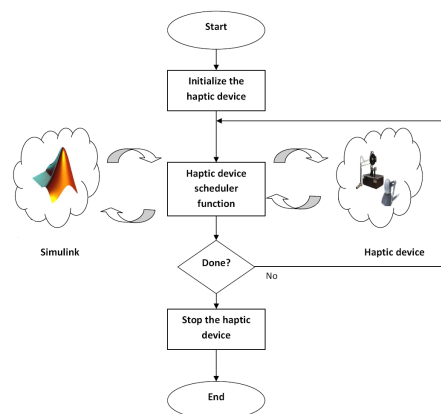 Start
Initialize the
haptic device
Haptic device
scheduler
function
Simulink
Haptic device
Done?
No
Stop the haptic
device
End